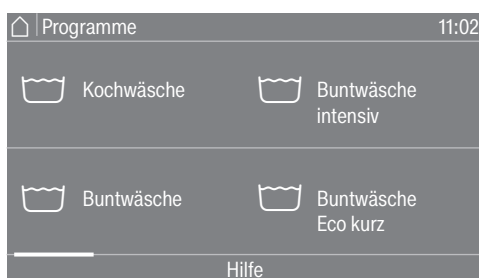 Programme 11:02
Kochwäsche
Buntwäsche
intensiv
Buntwäsche
Buntwäsche
Eco kurz
Hilfe